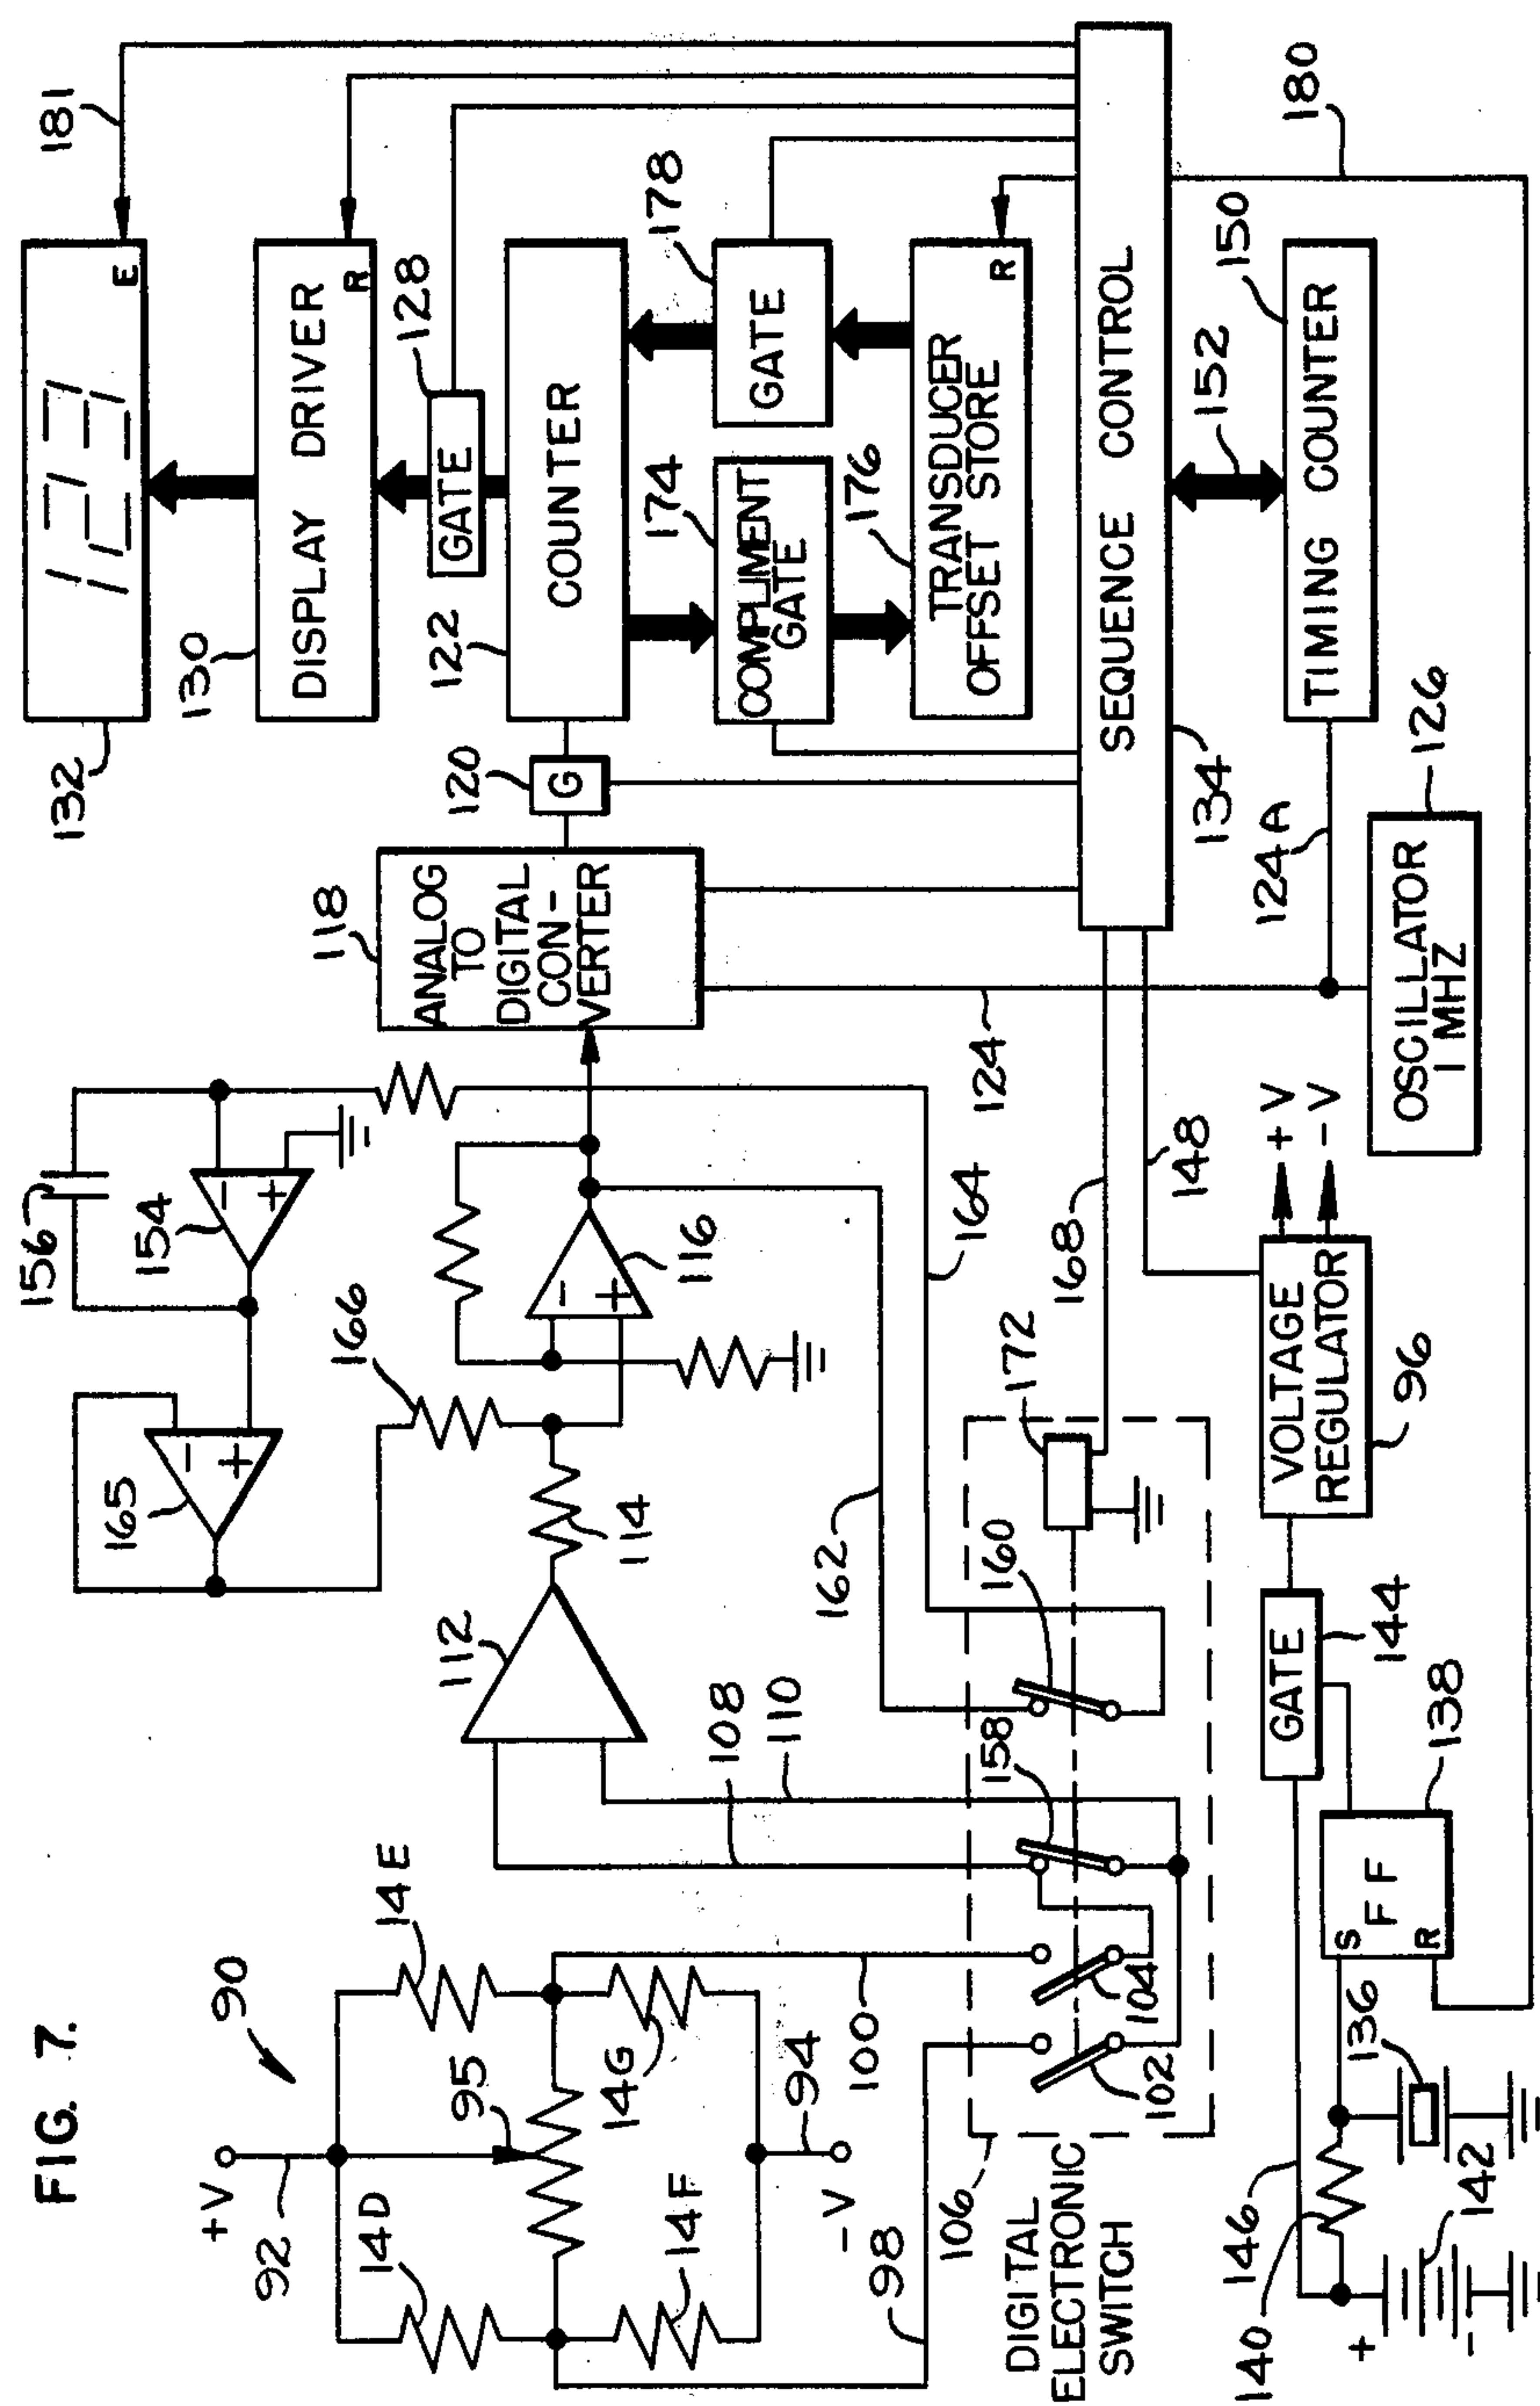 FIG. 7.
90
+V
92
14D
14E
95
14F
14G
94
-V
98
100
106
DIGITAL
ELECTRONIC
SWITCH
102
104
108
110
158
160
162
172
112
114
165
166
-
+
156
154
-
+
116
-
+
164
168
148
124
118
ANALOG
TO
DIGITAL
CON-
VERTER
120
G
132
123
E
181
130
DISPLAY DRIVER
R
128
GATE
122
COUNTER
174
COMPLIMENT
GATE
178
GATE
176
TRANSDUCER
OFFSET STORE
R
SEQUENCE CONTROL
134
180
152
150
TIMING COUNTER
124A
126
OSCILLATOR
1 MHZ
+V
-V
VOLTAGE
REGULATOR
96
GATE
144
138
S
FF
R
136
146
140
142
+
-